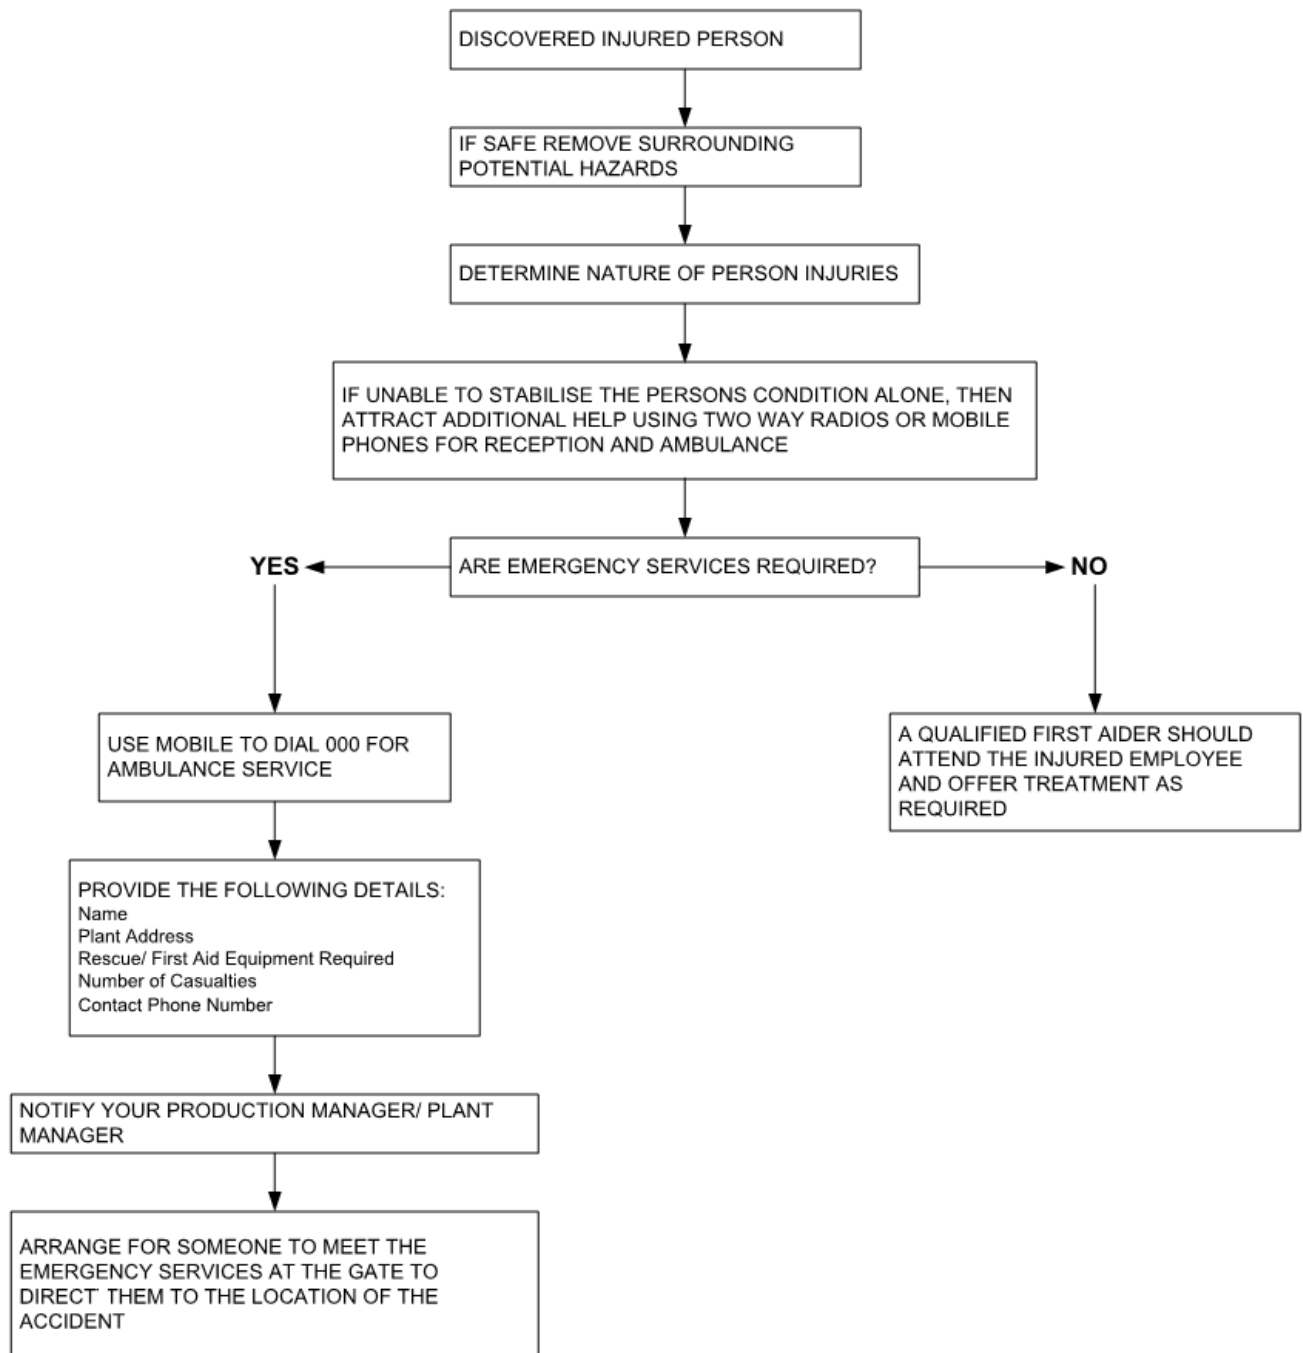 DISCOVERED INJURED PERSON
IF SAFE REMOVE SURROUNDING
POTENTIAL HAZARDS
DETERMINE NATURE OF PERSON INJURIES
IF UNABLE TO STABILISE THE PERSONS CONDITION ALONE, THEN
ATTRACT ADDITIONAL HELP USING TWO WAY RADIOS OR MOBILE
PHONES FOR RECEPTION AND AMBULANCE
YES
ARE EMERGENCY SERVICES REQUIRED?
NO
USE MOBILE TO DIAL 000 FOR
AMBULANCE SERVICE
A QUALIFIED FIRST AIDER SHOULD
ATTEND THE INJURED EMPLOYEE
AND OFFER TREATMENT AS
REQUIRED
PROVIDE THE FOLLOWING DETAILS:
Name
Plant Address
Rescue/ First Aid Equipment Required
Number of Casualties
Contact Phone Number
NOTIFY YOUR PRODUCTION MANAGER/ PLANT
MANAGER
ARRANGE FOR SOMEONE TO MEET THE
EMERGENCY SERVICES AT THE GATE TO
DIRECT THEM TO THE LOCATION OF THE
ACCIDENT